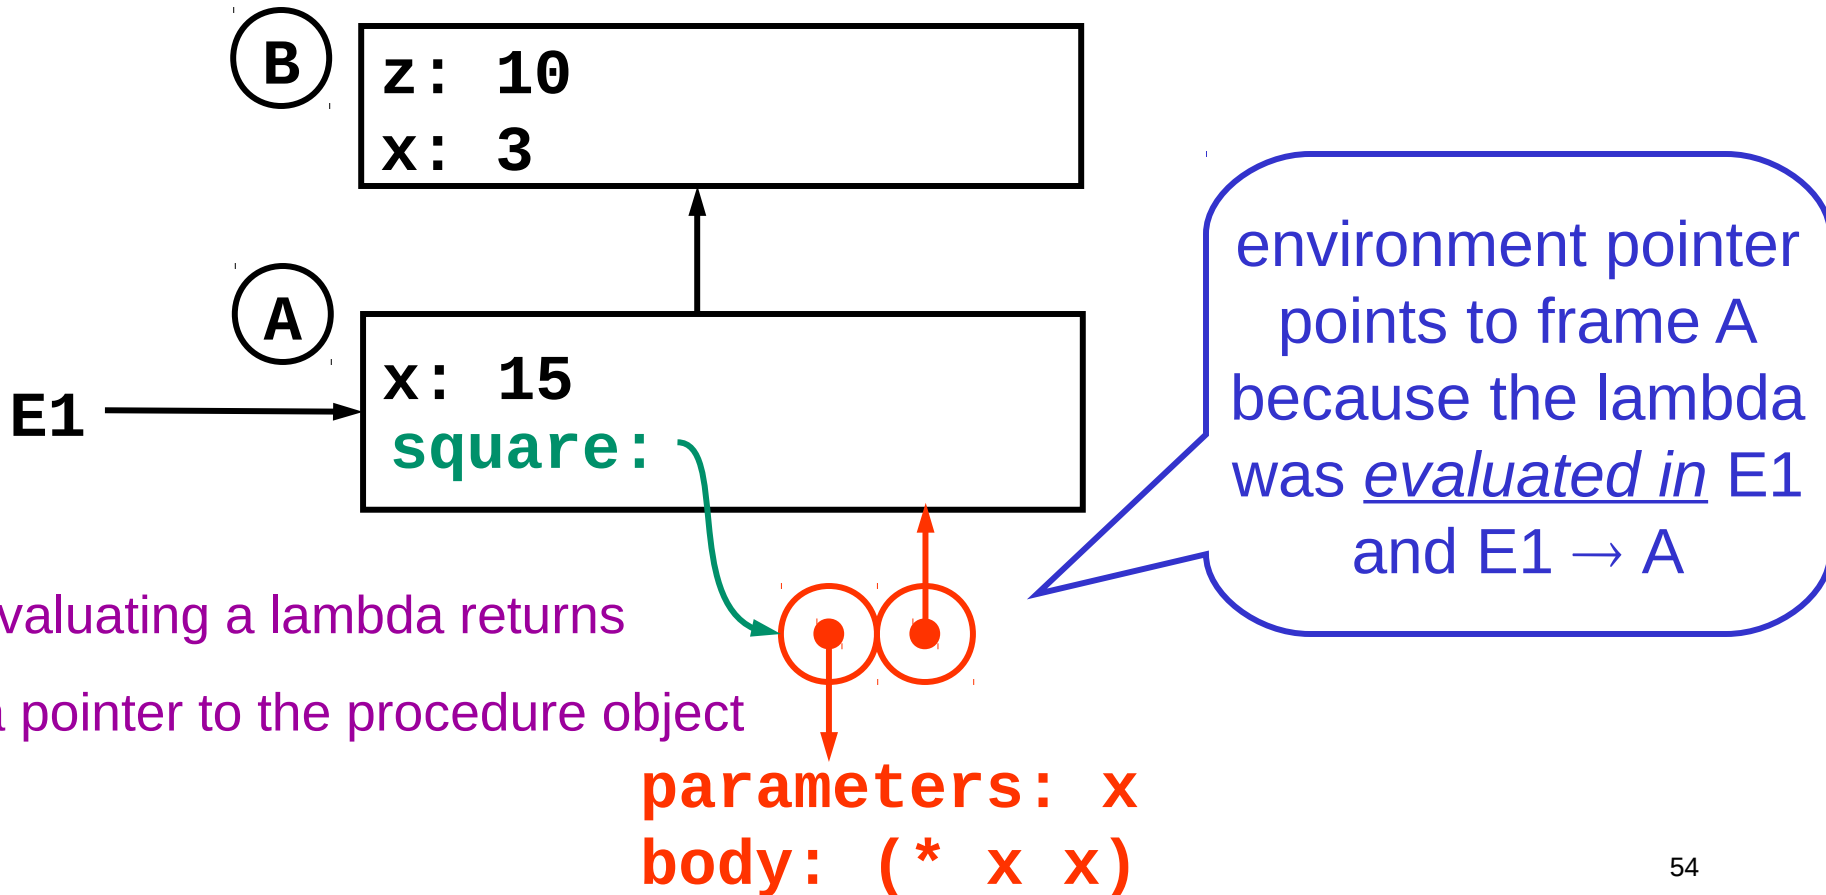 B
z: 10
x: 3
A
x: 15
E1
square:
environment pointer
points to frame A
because the lambda
was evaluated in E1
and E1 → A
valuating a lambda returns
a pointer to the procedure object
parameters: x
body: (* x x)
54